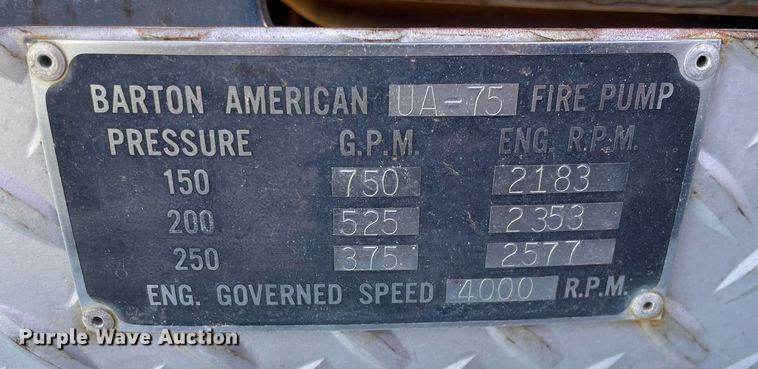 BARTON AMERICAN UA-75 FIRE PUMP
PRESSURE G.P.M. ENG. R.P.M.
150 750 2183
200 525 2353
250 375 2577
ENG. GOVERNED SPEED 4000 R.P.M.
Purple Wave Auction